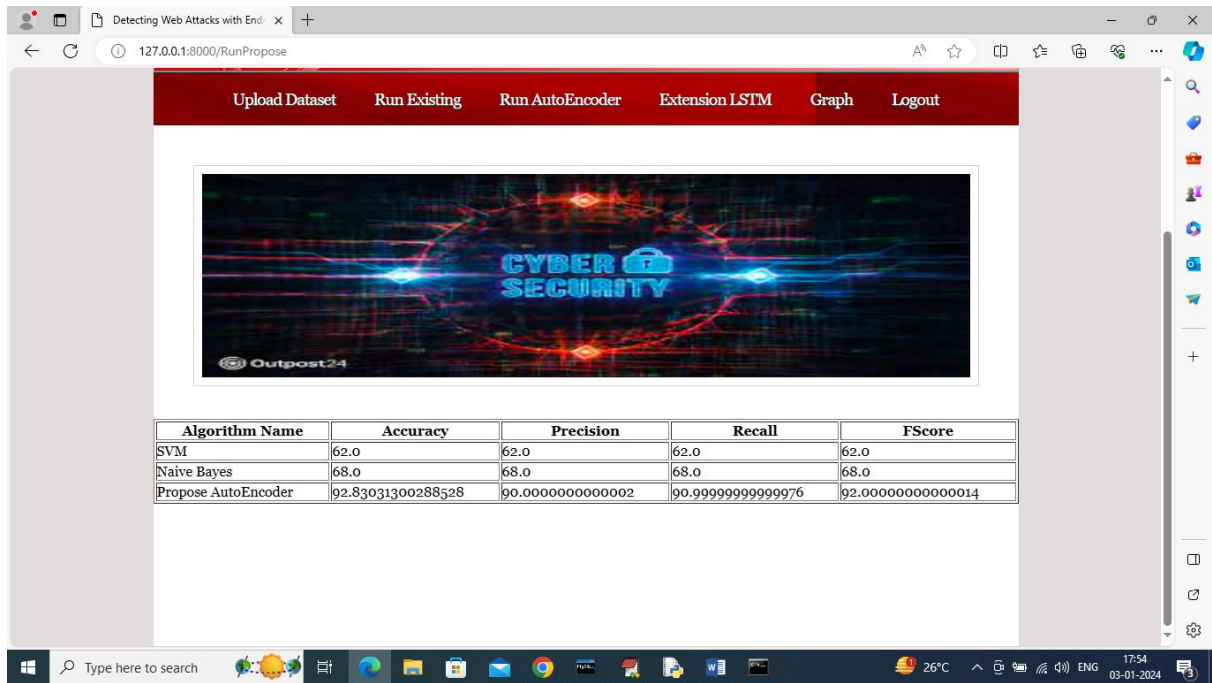 Detecting Web Attacks with End-
127.0.0.1:8000/RunPropose
Upload Dataset Run Existing Run AutoEncoder Extension LSTM Graph Logout
CYBER
SECURITY
Outpost24
Algorithm Name Accuracy Precision Recall FScore
SVM 62.0 62.0 62.0 62.0
Naive Bayes 68.0 68.0 68.0 68.0
Propose AutoEncoder 92.83031300288528 90.0000000000002 90.99999999999976 92.00000000000014
Type here to search
26°C ENG 17:54
03-01-2024